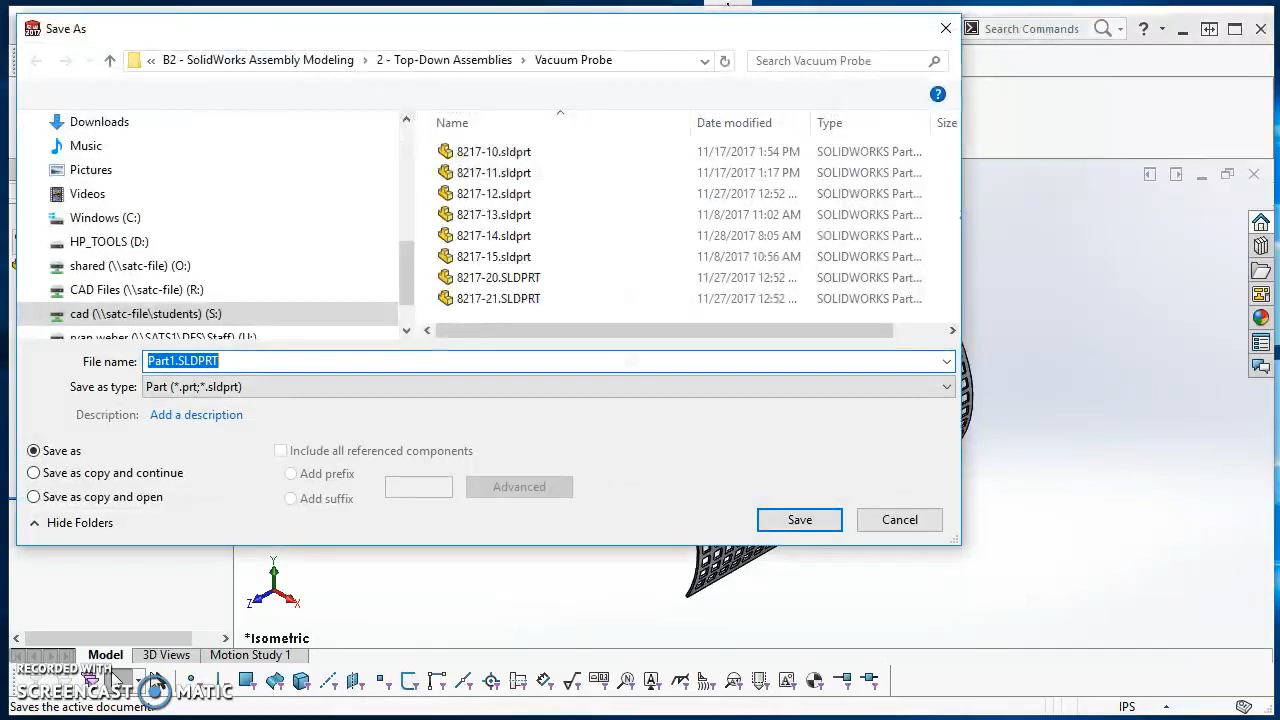 Save As
Search Commands
2017
« B2 - SolidWorks Assembly Modeling > 2 - Top-Down Assemblies > Vacuum Probe
Search Vacuum Probe
Downloads
Music
Pictures
Videos
Windows (C:)
HP_TOOLS (D:)
shared (\\satc-file) (O:)
CAD Files (\\satc-file) (R:)
cad (\\satc-file\students) (S:)
ryan.weber (\\SATS1\DFS\Staff) (U:)
Name Date modified Type Size
8217-10.sldprt 11/17/2017 1:54 PM SOLIDWORKS Part...
8217-11.sldprt 11/17/2017 1:17 PM SOLIDWORKS Part...
8217-12.sldprt 11/27/2017 12:52 ... SOLIDWORKS Part...
8217-13.sldprt 11/8/2017 11:02 AM SOLIDWORKS Part...
8217-14.sldprt 11/28/2017 8:05 AM SOLIDWORKS Part...
8217-15.sldprt 11/8/2017 10:56 AM SOLIDWORKS Part...
8217-20.SLDPRT 11/27/2017 12:52 ... SOLIDWORKS Part...
8217-21.SLDPRT 11/27/2017 12:52 ... SOLIDWORKS Part...
File name: Part1.SLDPRT
Save as type: Part (*.prt;*.sldprt)
Description: Add a description
Save as
Save as copy and continue
Save as copy and open
Include all referenced components
Add prefix
Add suffix
Advanced
Hide Folders
Save Cancel
Y
Z X
*Isometric
Model 3D Views Motion Study 1
RECORDED WITH
SCREENCAST MATIC
Saves the active document.
IPS